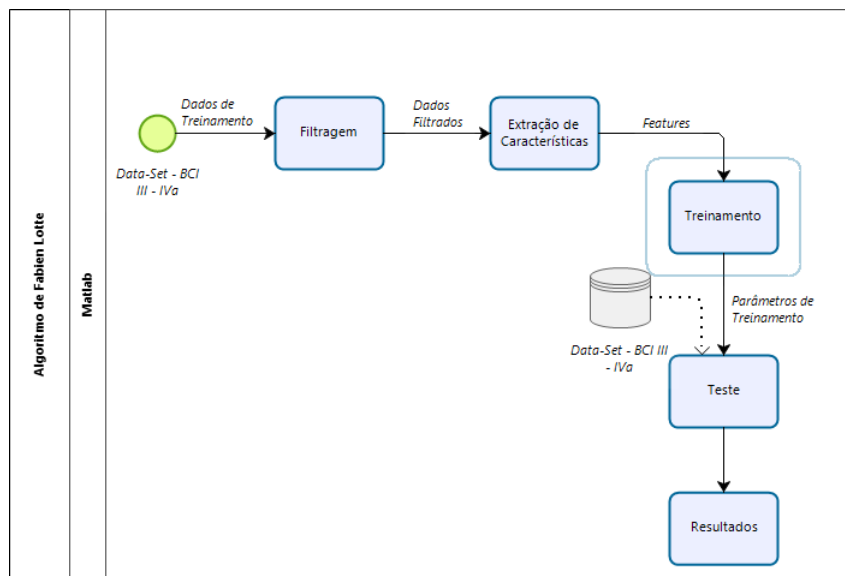 Algoritmo de Fabien Lotte
Matlab
Dados de
Treinamento
Data-Set - BCI
III - IVa
Filtragem
Dados
Filtrados
Extração de
Características
Features
Treinamento
Parâmetros de
Treinamento
Data-Set - BCI III
- IVa
Teste
Resultados